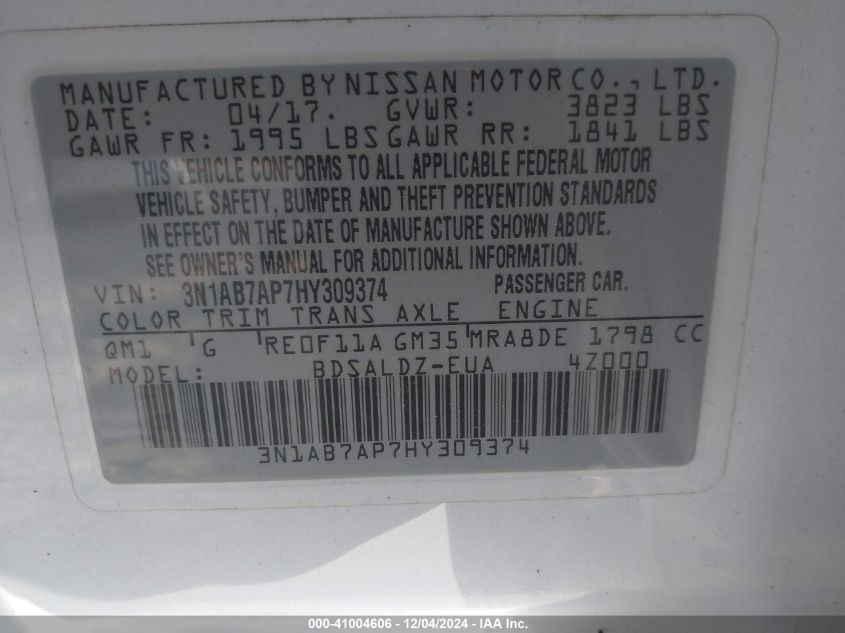 MANUFACTURED BY NISSAN MOTOR CO., LTD.
DATE: 04/17. GVWR: 3823 LBS
GAWR FR: 1995 LBS GAWR RR: 1841 LBS
THIS VEHICLE CONFORMS TO ALL APPLICABLE FEDERAL MOTOR
VEHICLE SAFETY, BUMPER AND THEFT PREVENTION STANDARDS
IN EFFECT ON THE DATE OF MANUFACTURE SHOWN ABOVE.
SEE OWNER'S MANUAL FOR ADDITIONAL INFORMATION.
VIN: 3N1AB7AP7HY309374 PASSENGER CAR.
COLOR TRIM TRANS AXLE ENGINE
QM1 G RE0F11A GM35 MRA8DE 1798 CC
MODEL: BDSALDZ-EUA 4Z000
3N1AB7AP7HY309374
000-41004606 - 12/04/2024 - IAA Inc.